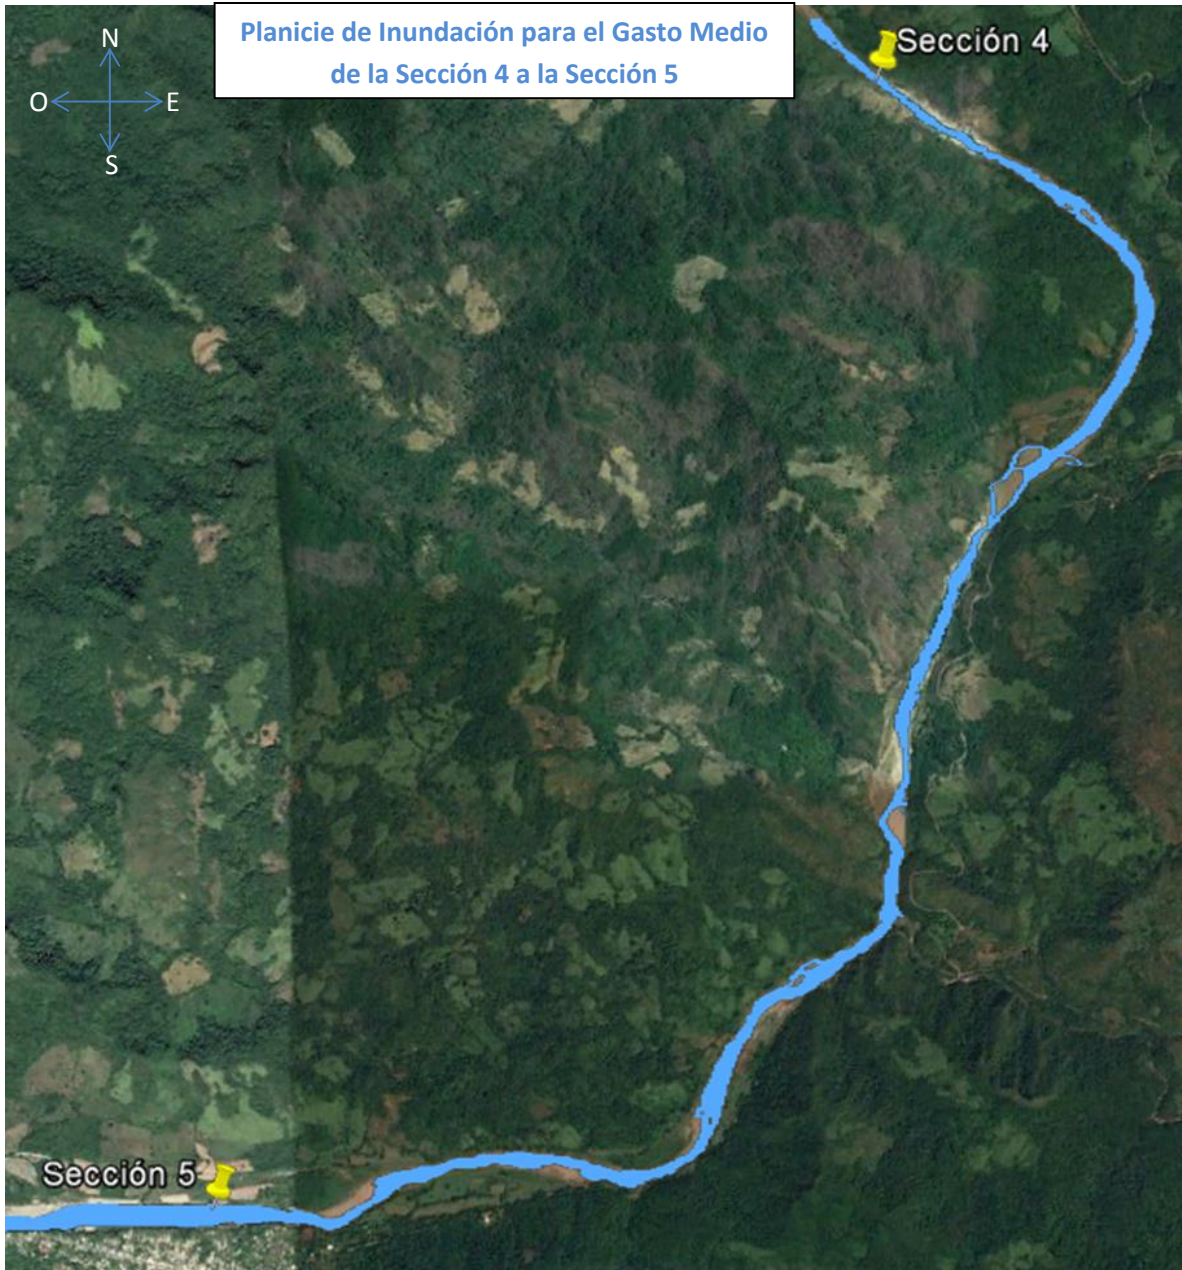 Planicie de Inundación para el Gasto Medio
de la Sección 4 a la Sección 5
Sección 4
N
O E
S
Sección 5